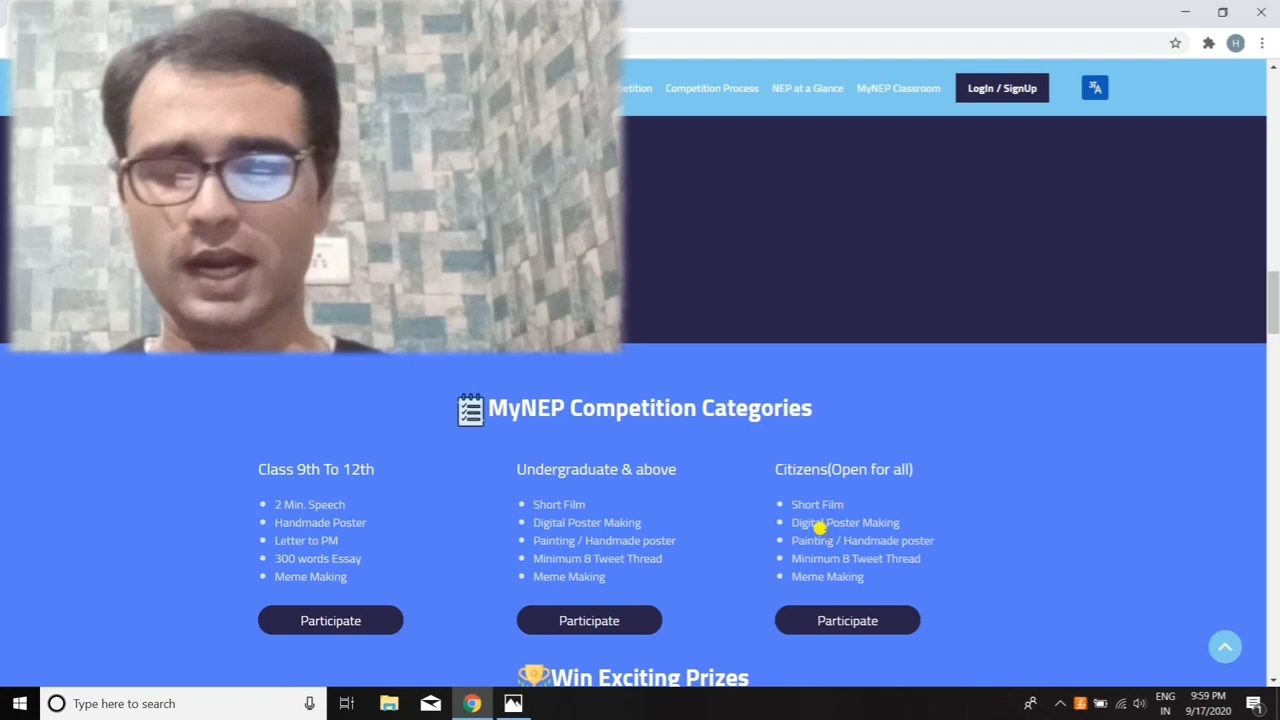 H
Competition Process
NEP at a Glance
MyNEP Classroom
LogIn / SignUp
MyNEP Competition Categories
Class 9th To 12th
2 Min. Speech
Handmade Poster
Letter to PM
300 words Essay
Meme Making
Participate
Undergraduate & above
Short Film
Digital Poster Making
Painting / Handmade poster
Minimum 8 Tweet Thread
Meme Making
Participate
Citizens(Open for all)
Short Film
Digital Poster Making
Painting / Handmade poster
Minimum 8 Tweet Thread
Meme Making
Participate
Win Exciting Prizes
Type here to search
ENG
IN
9:59 PM
9/17/2020
1